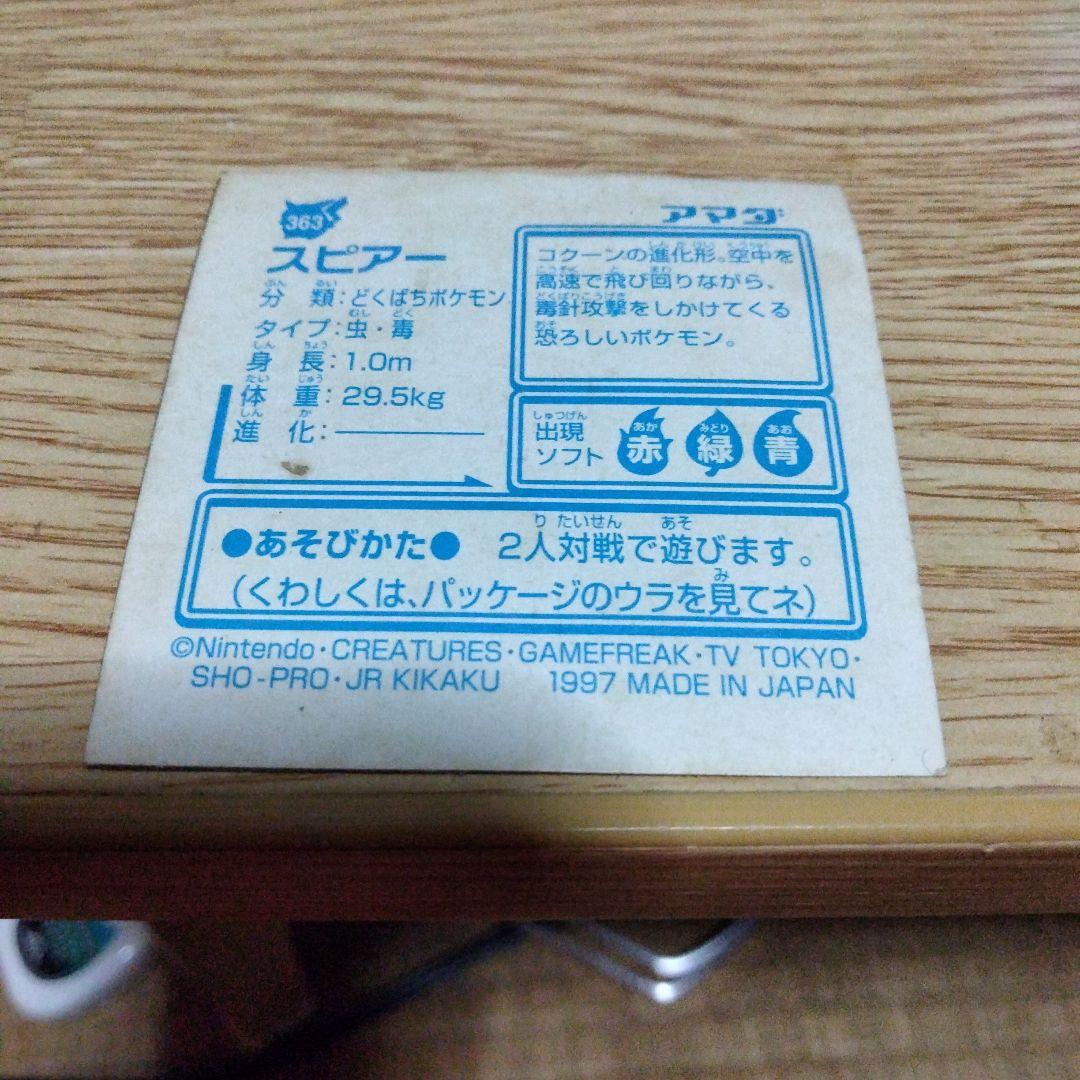 363
スピアー
アマダ
分類:どくばちポケモン
タイプ:虫・毒
身長:1.0m
体重:29.5kg
進化:————
コクーンの進化形。空中を
高速で飛び回りながら、
毒針攻撃をしかけてくる
恐ろしいポケモン。
出現
ソフト
赤 緑 青
●あそびかた● 2人対戦で遊びます。
(くわしくは、パッケージのウラを見てネ)
©Nintendo・CREATURES・GAMEFREAK・TV TOKYO・
SHO-PRO・JR KIKAKU 1997 MADE IN JAPAN